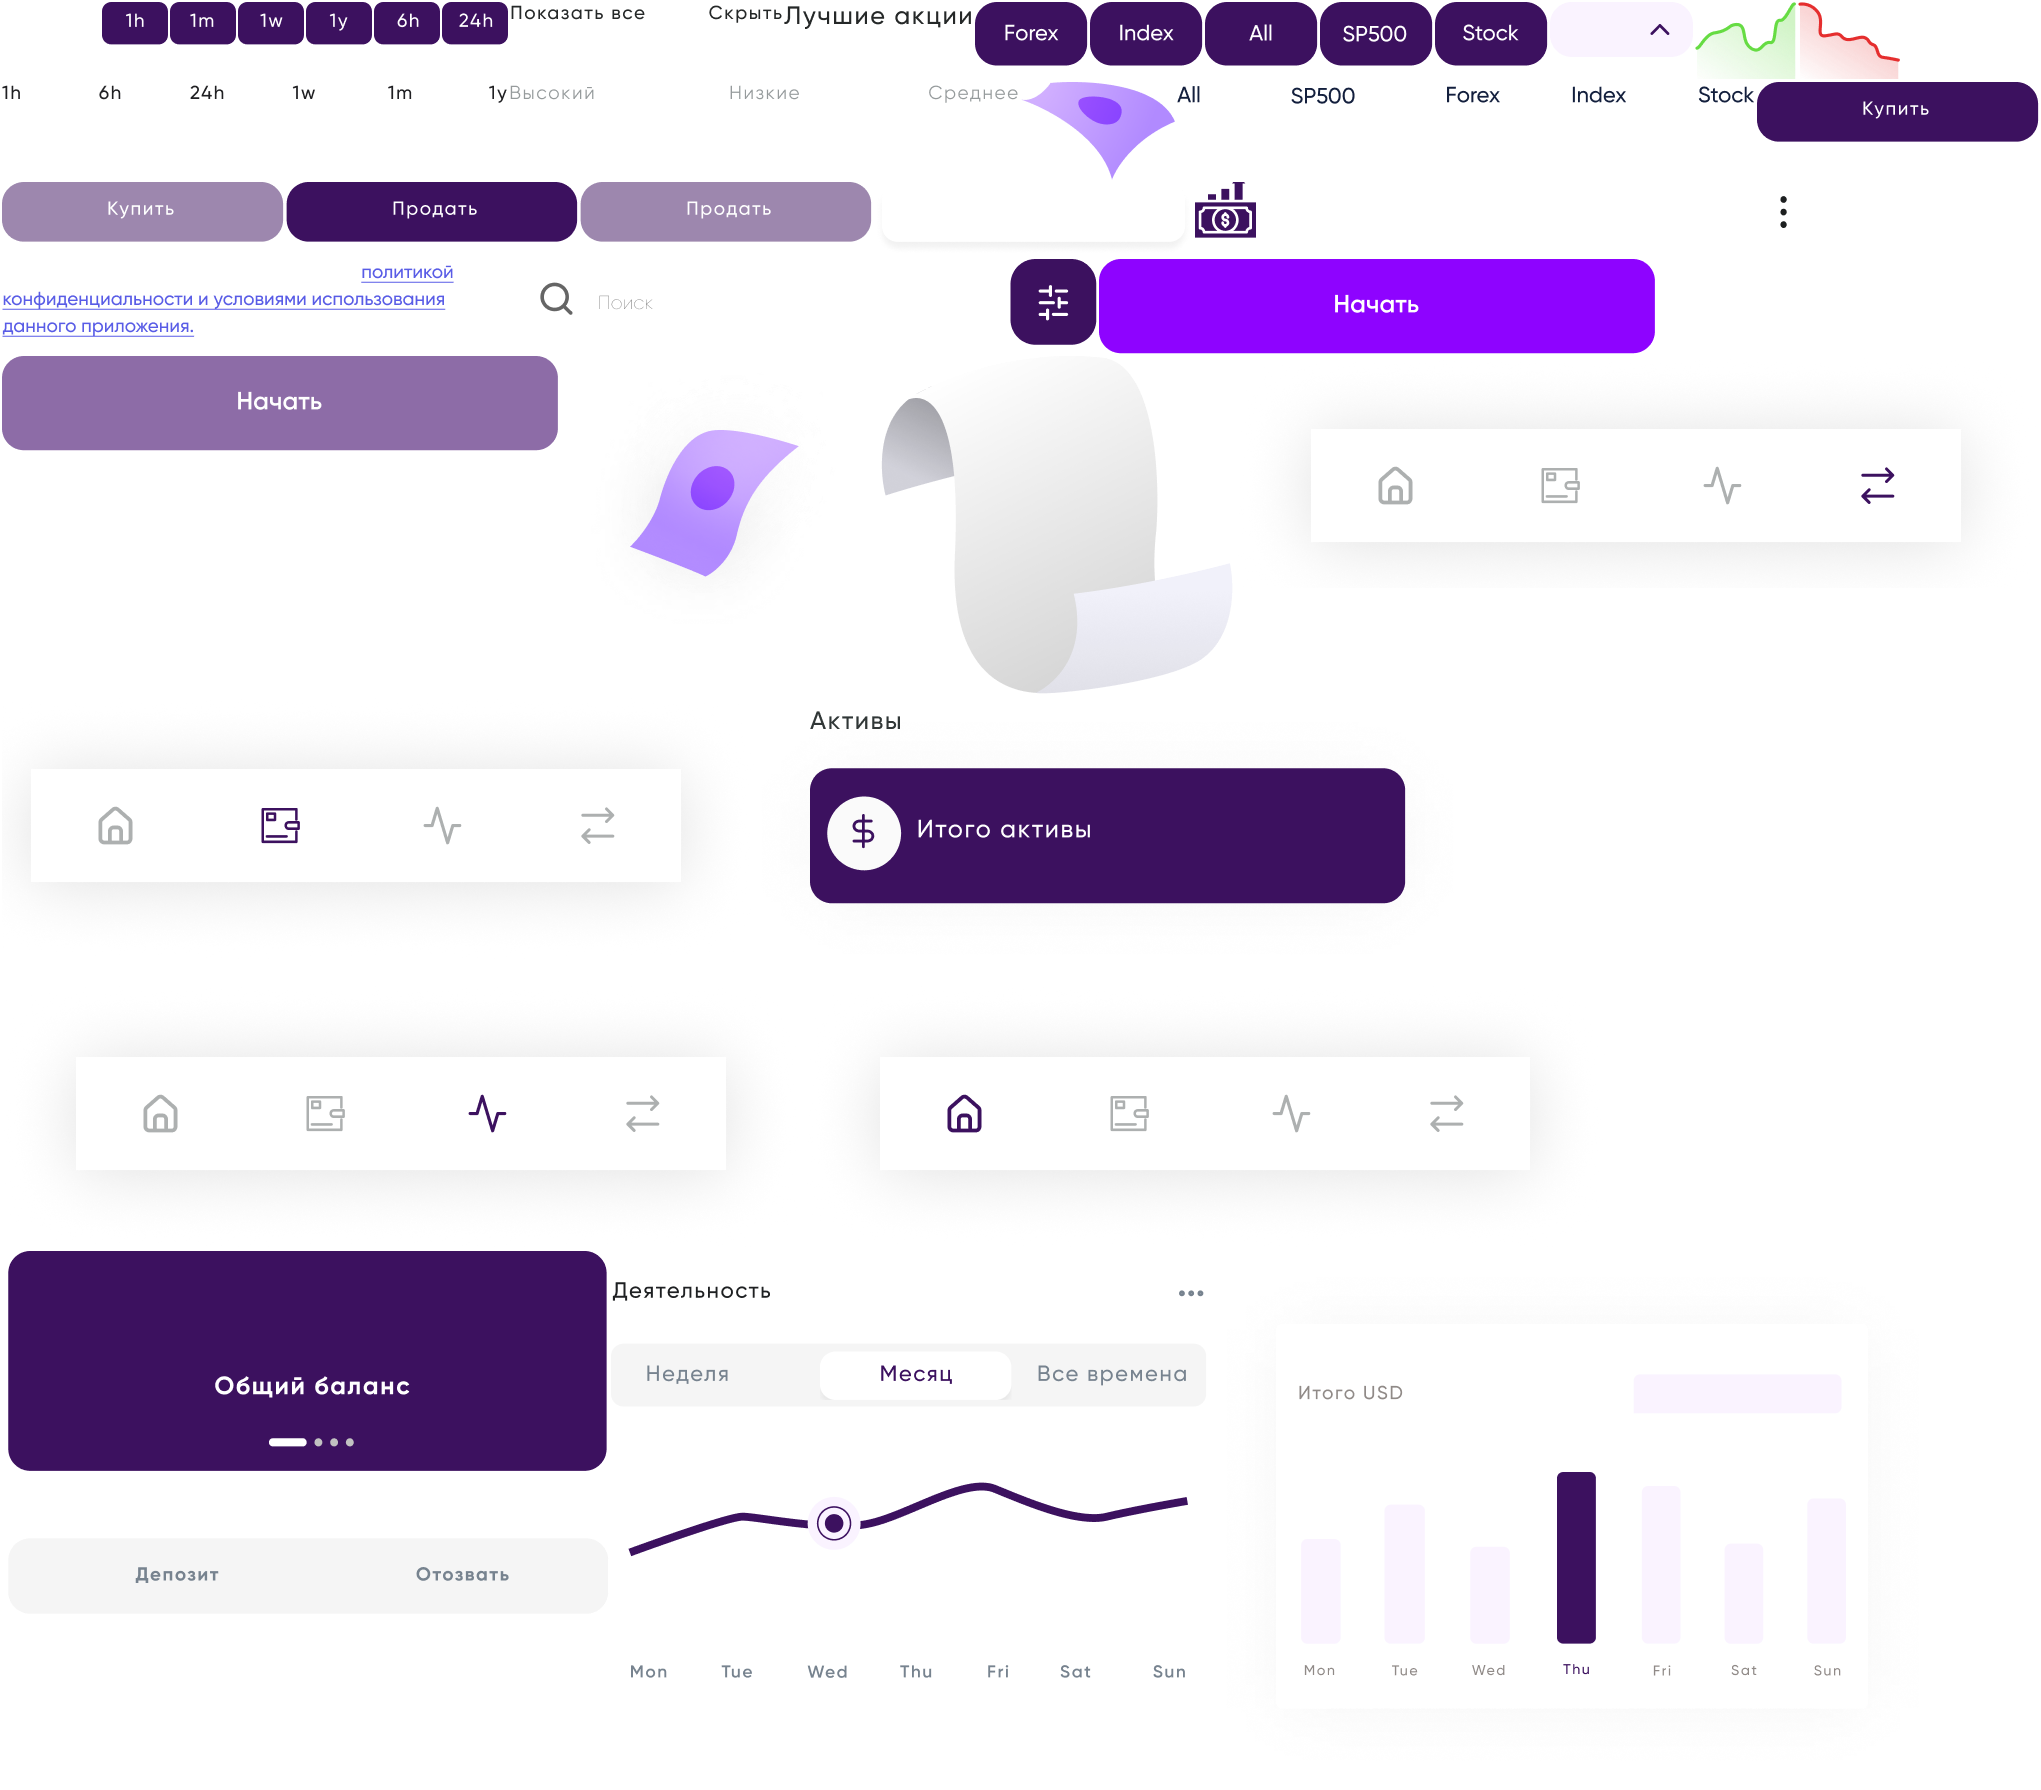 1h 1m 1w 1y 6h 24h Показать все Скрыть Лучшие акции Forex Index All SP500 Stock
1h 6h 24h 1w 1m 1y Высокий Низкие Среднее All SP500 Forex Index Stock Купить
Купить Продать Продать
политикой
конфиденциальности и условиями использования
данного приложения.
Поиск
Начать
Начать
Активы
$ Итого активы
Общий баланс
Деятельность
Неделя Месяц Все времена
Итого USD
Депозит Отозвать
Mon Tue Wed Thu Fri Sat Sun
Mon Tue Wed Thu Fri Sat Sun